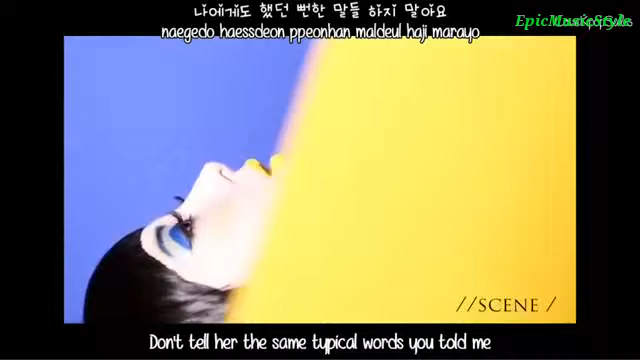 나에게도 했던 뻔한 말들 하지 말아요
EpicMusicStyle
naegedo haessdeon ppeonhan maldeul haji marayo
//SCENE /
Don't tell her the same typical words you told me